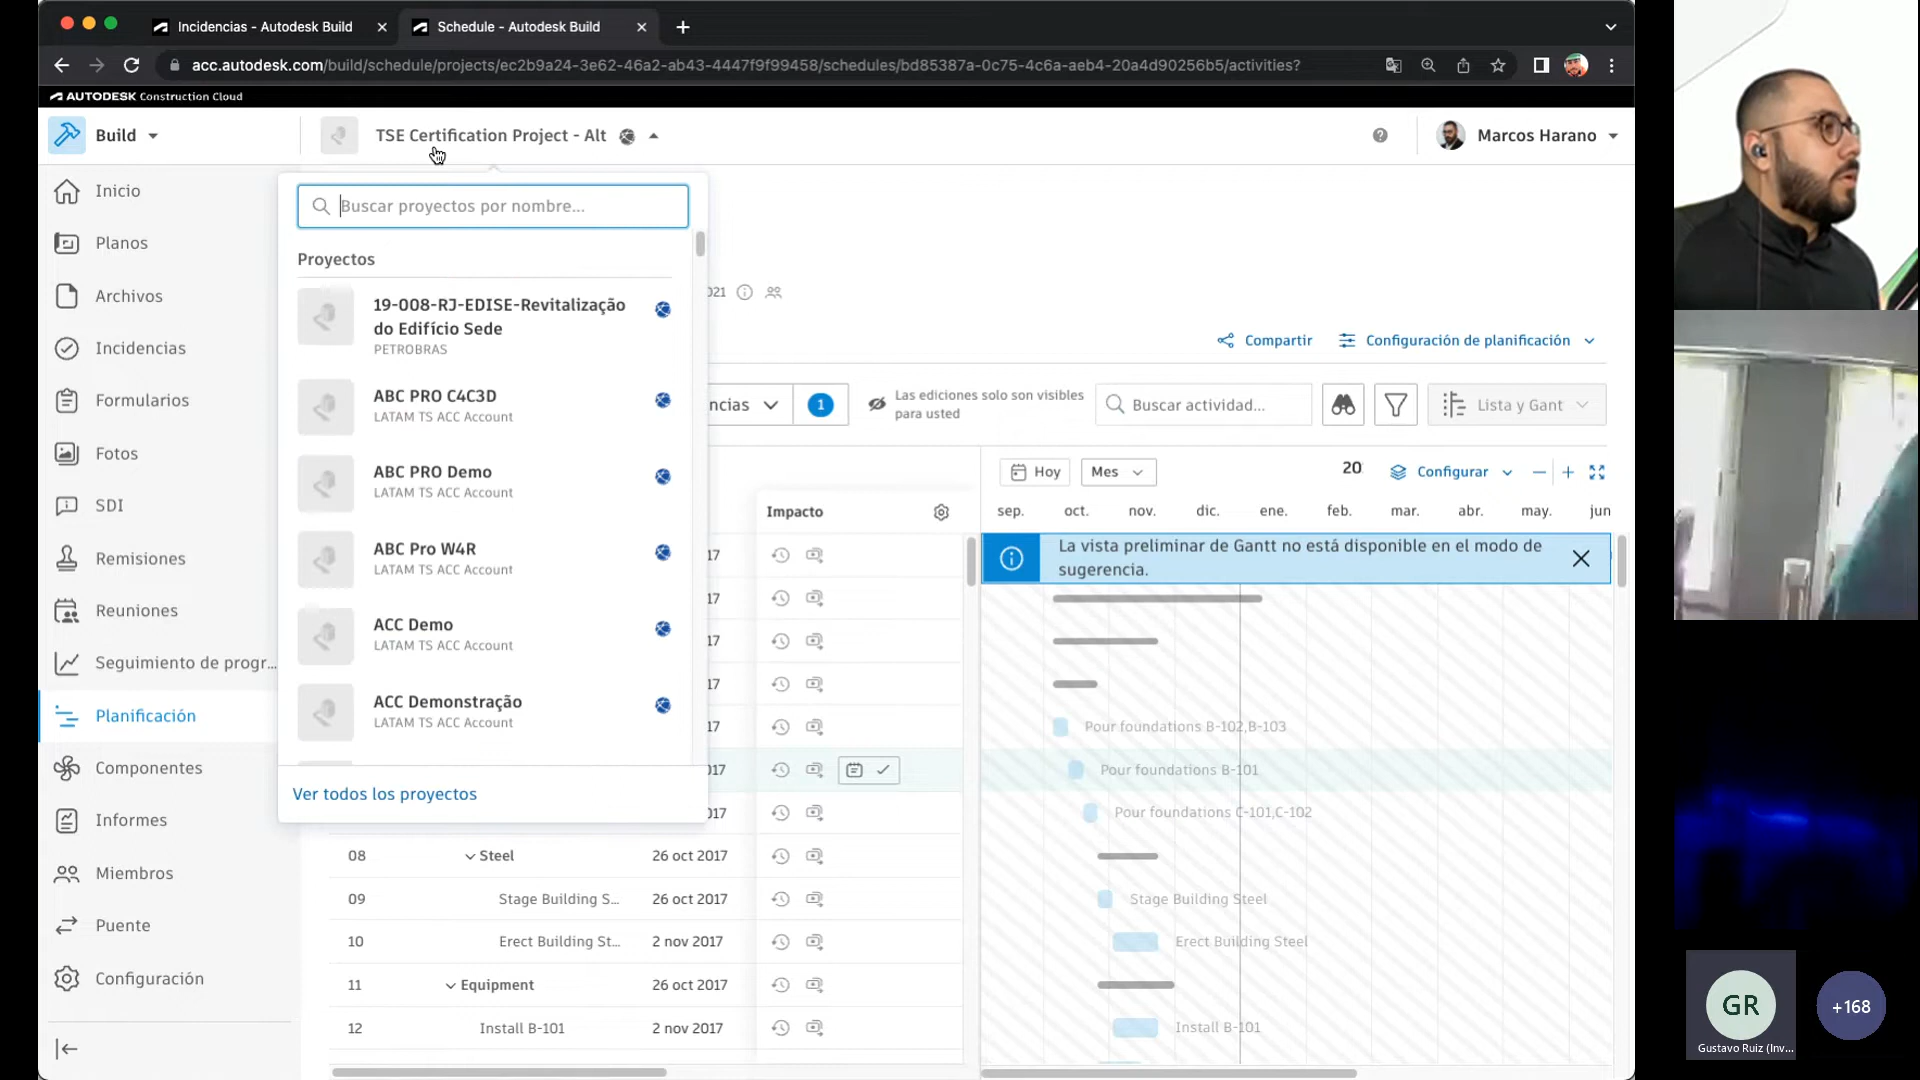 Incidencias - Autodesk Build
Schedule - Autodesk Build
acc.autodesk.com/build/schedule/projects/ec2b9a24-3e62-46a2-ab43-4447f9f99458/schedules/bd85387a-0c75-4c6a-aeb4-20a4d90256b5/activities?
AUTODESK Construction Cloud
Build
TSE Certification Project - Alt
Marcos Harano
Inicio
Planos
Archivos
Incidencias
Formularios
Fotos
SDI
Remisiones
Reuniones
Seguimiento de progr...
Planificación
Componentes
Informes
Miembros
Puente
Configuración
Buscar proyectos por nombre...
Proyectos
19-008-RJ-EDISE-Revitalização
do Edifício Sede
PETROBRAS
ABC PRO C4C3D
LATAM TS ACC Account
ABC PRO Demo
LATAM TS ACC Account
ABC Pro W4R
LATAM TS ACC Account
ACC Demo
LATAM TS ACC Account
ACC Demonstração
LATAM TS ACC Account
Ver todos los proyectos
021
Compartir
Configuración de planificación
ncias
1
Las ediciones solo son visibles
para usted
Buscar actividad...
Lista y Gant
Hoy
Mes
20
Configurar
Impacto
sep. oct. nov. dic. ene. feb. mar. abr. may. jun
La vista preliminar de Gantt no está disponible en el modo de
sugerencia.
17
17
17
17
17
Pour foundations B-102,B-103
017
Pour foundations B-101
017
Pour foundations C-101,C-102
08 Steel 26 oct 2017
09 Stage Building S... 26 oct 2017
Stage Building Steel
10 Erect Building St... 2 nov 2017
Erect Building Steel
11 Equipment 26 oct 2017
12 Install B-101 2 nov 2017
Install B-101
GR
Gustavo Ruiz (Inv...
+168